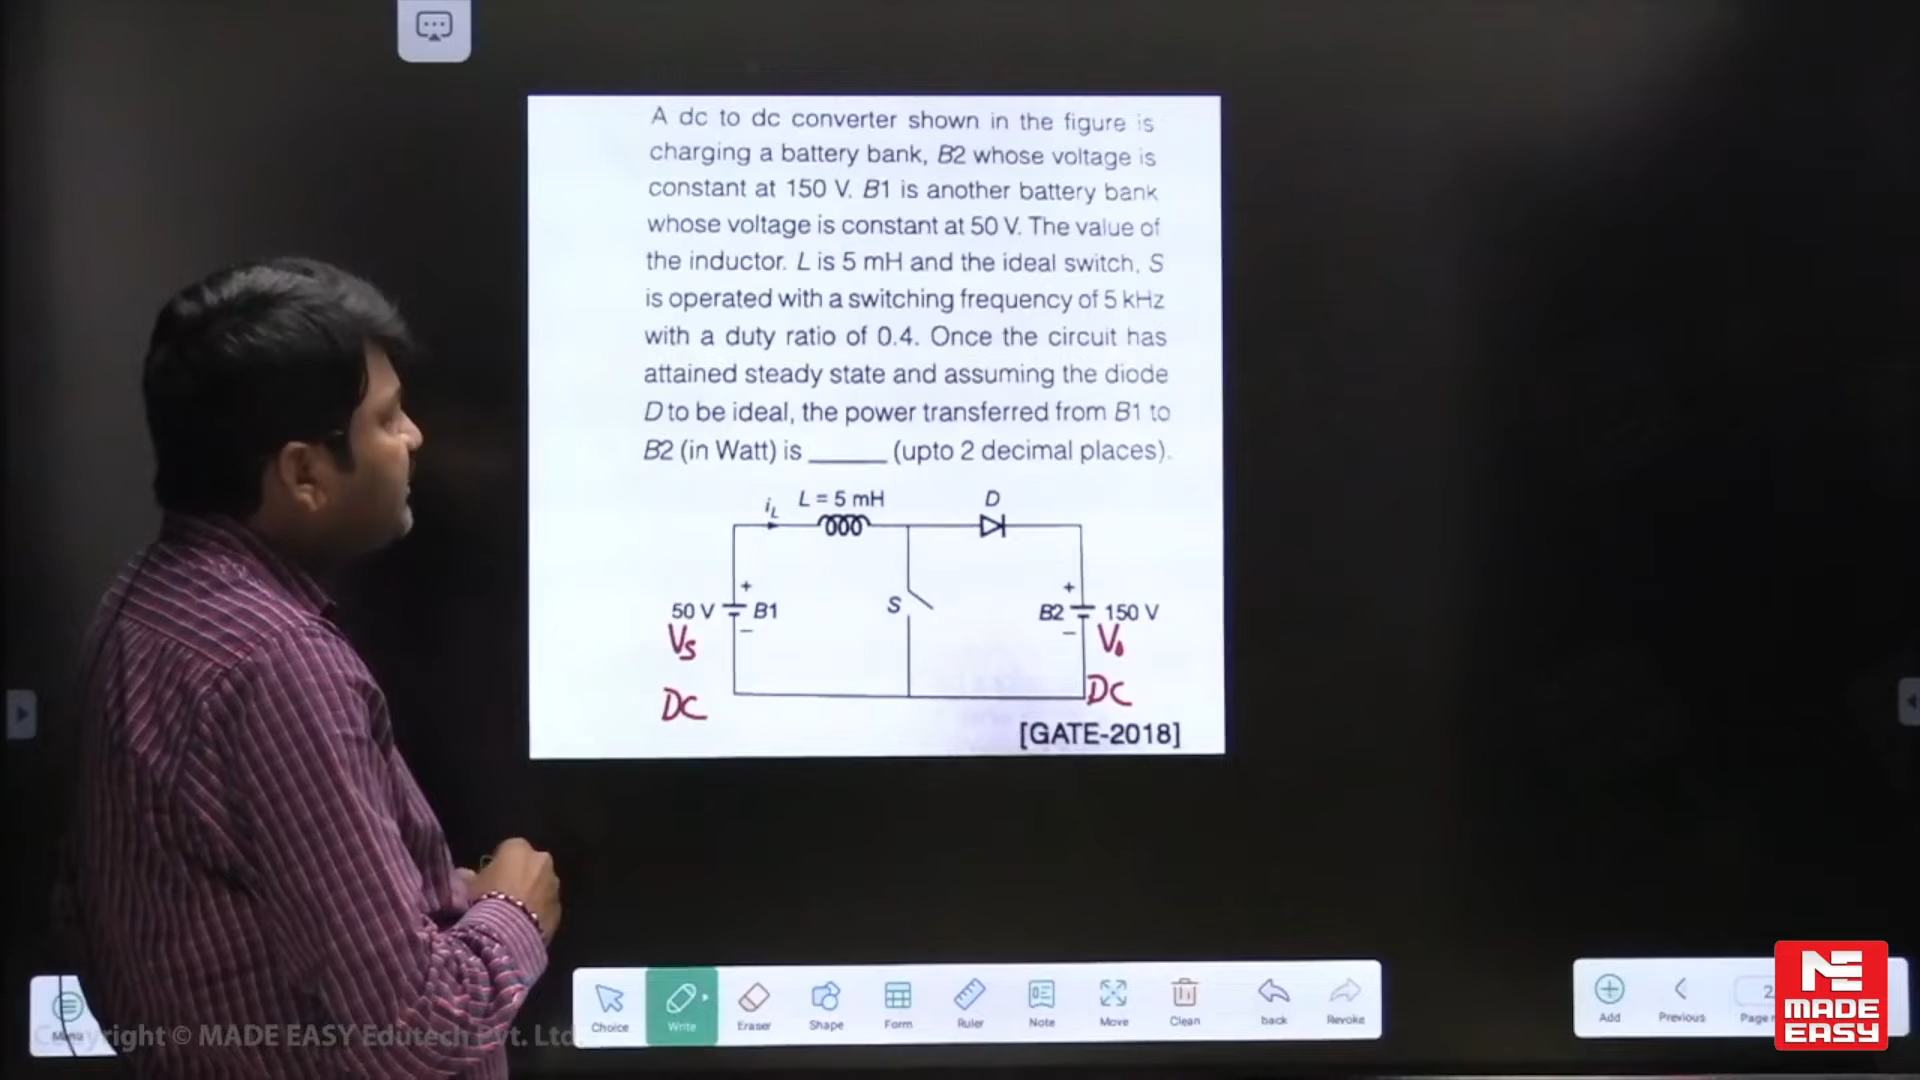 A dc to dc converter shown in the figure is
charging a battery bank, B2 whose voltage is
constant at 150 V. B1 is another battery bank
whose voltage is constant at 50 V. The value of
the inductor. L is 5 mH and the ideal switch, S
is operated with a switching frequency of 5 kHz
with a duty ratio of 0.4. Once the circuit has
attained steady state and assuming the diode
D to be ideal, the power transferred from B1 to
B2 (in Watt) is ______ (upto 2 decimal places).
iL L = 5 mH D
+ +
50 V B1 S B2 150 V
– –
Vs Vo
DC DC
[GATE-2018]
Menu
Choice Write Eraser Shape Form Ruler Note Move Clean back Revoke
Add Previous Page
MADE
EASY
Copyright © MADE EASY Edutech Pvt. Ltd.